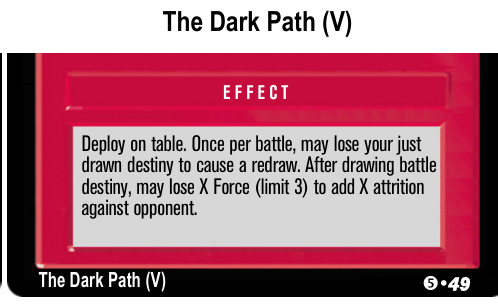 The Dark Path (V)
EFFECT
Deploy on table. Once per battle, may lose your just
drawn destiny to cause a redraw. After drawing battle
destiny, may lose X Force (limit 3) to add X attrition
against opponent.
The Dark Path (V)
5•49